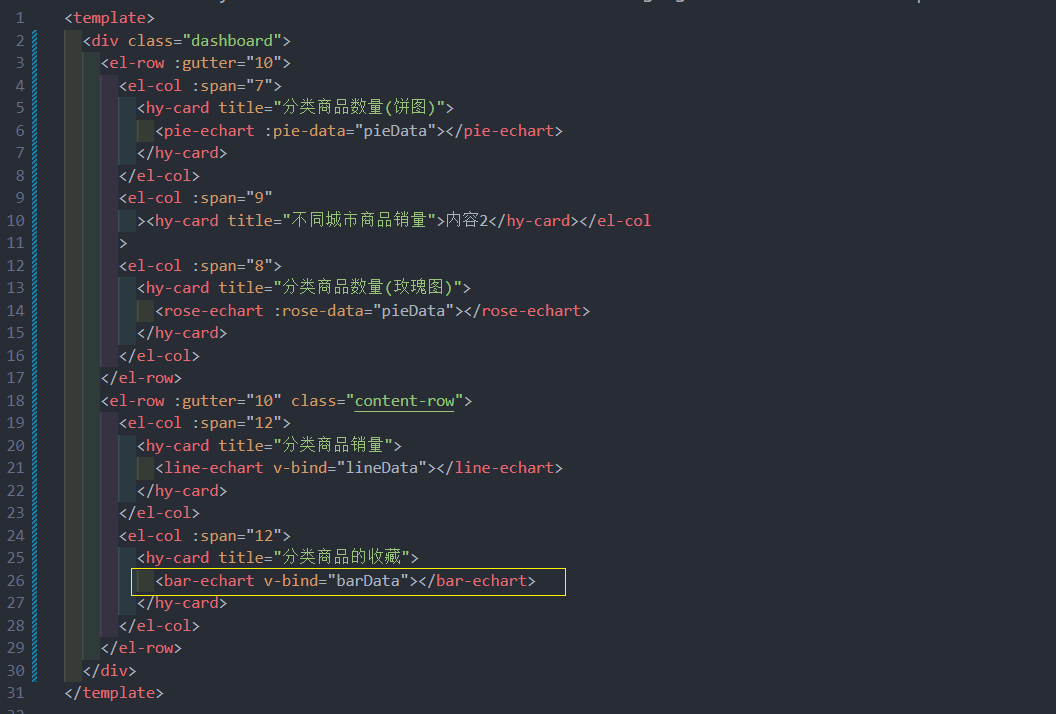 1 <template>
2 <div class="dashboard">
3 <el-row :gutter="10">
4 <el-col :span="7">
5 <hy-card title="分类商品数量(饼图)">
6 <pie-echart :pie-data="pieData"></pie-echart>
7 </hy-card>
8 </el-col>
9 <el-col :span="9"
10 ><hy-card title="不同城市商品销量">内容2</hy-card></el-col
11 >
12 <el-col :span="8">
13 <hy-card title="分类商品数量(玫瑰图)">
14 <rose-echart :rose-data="pieData"></rose-echart>
15 </hy-card>
16 </el-col>
17 </el-row>
18 <el-row :gutter="10" class="content-row">
19 <el-col :span="12">
20 <hy-card title="分类商品销量">
21 <line-echart v-bind="lineData"></line-echart>
22 </hy-card>
23 </el-col>
24 <el-col :span="12">
25 <hy-card title="分类商品的收藏">
26 <bar-echart v-bind="barData"></bar-echart>
27 </hy-card>
28 </el-col>
29 </el-row>
30 </div>
31 </template>